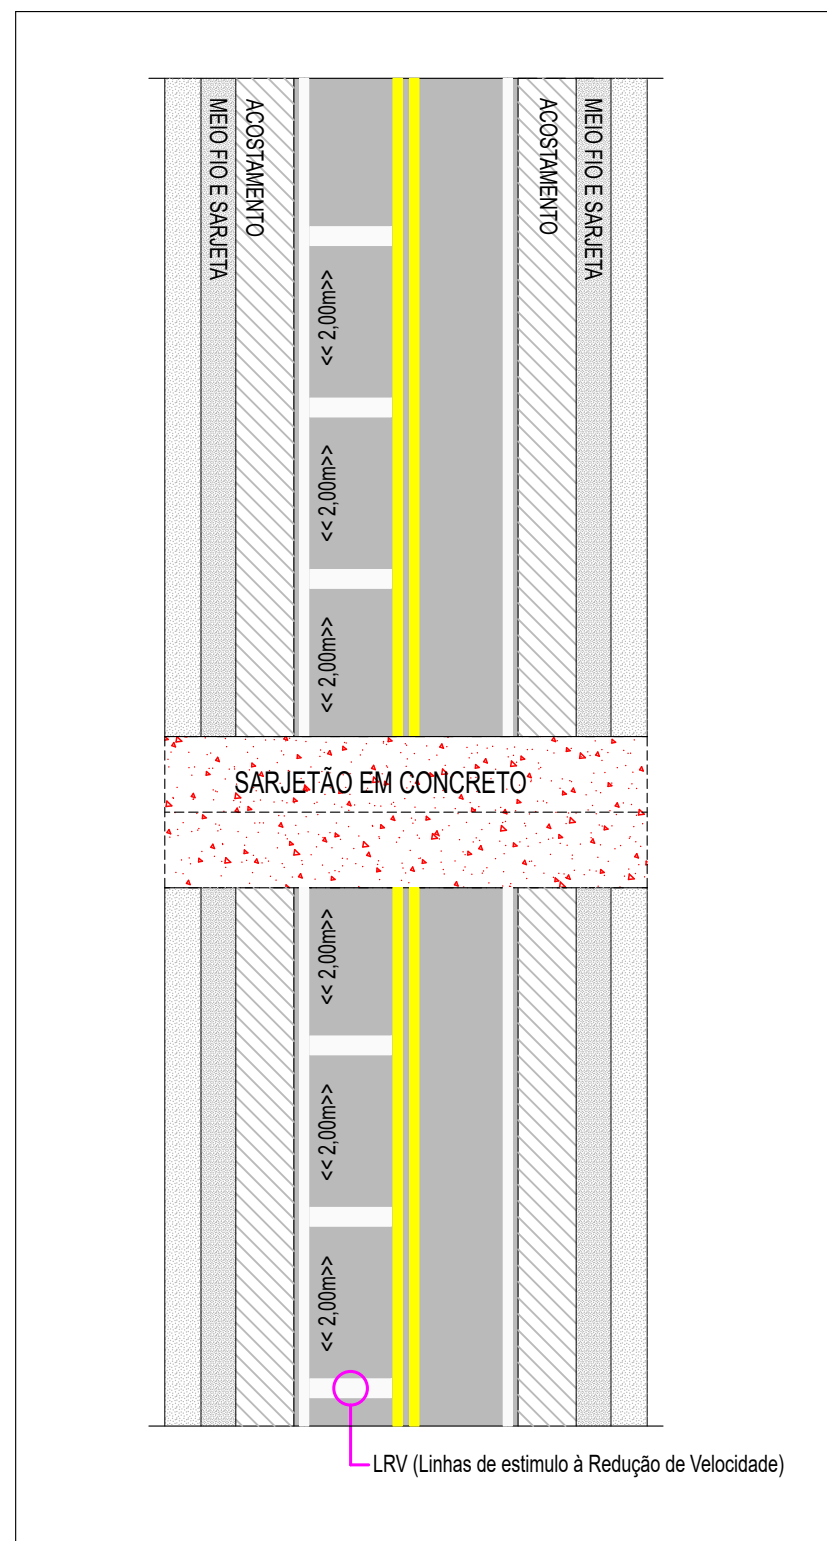 MEIO FIO E SARJETA
ACOSTAMENTO
ACOSTAMENTO
MEIO FIO E SARJETA
<< 2,00m>>
<< 2,00m>>
<< 2,00m>>
SARJETÃO EM CONCRETO
<< 2,00m>>
<< 2,00m>>
<< 2,00m>>
LRV (Linhas de estimulo à Redução de Velocidade)